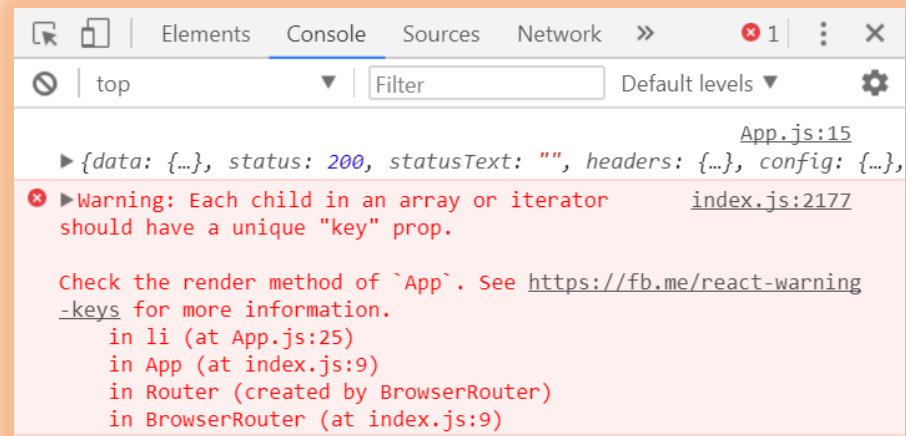 Elements Console Sources Network » 1
top ▼ Filter Default levels ▼
App.js:15
▶{data: {…}, status: 200, statusText: "", headers: {…}, config: {…},
▶Warning: Each child in an array or iterator index.js:2177
should have a unique "key" prop.
Check the render method of `App`. See https://fb.me/react-warning
-keys for more information.
in li (at App.js:25)
in App (at index.js:9)
in Router (created by BrowserRouter)
in BrowserRouter (at index.js:9)